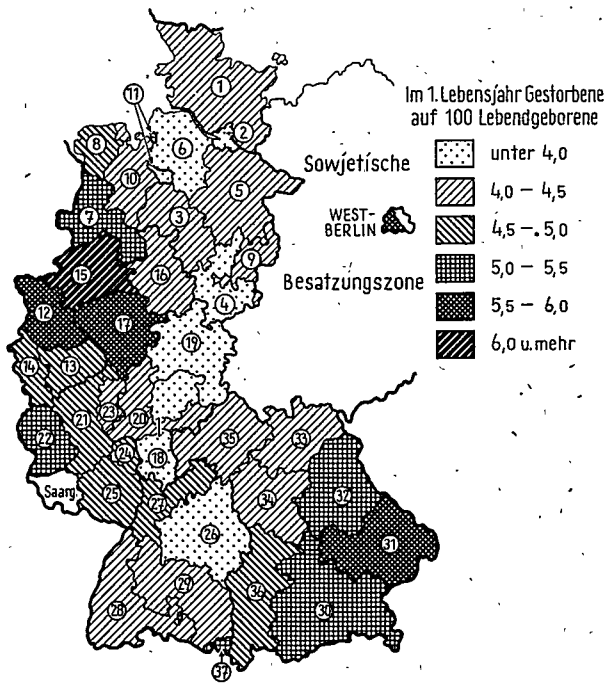 Im 1. Lebensjahr Gestorbene
auf 100 Lebendgeborene
unter 4,0
4,0 – 4,5
4,5 – 5,0
5,0 – 5,5
5,5 – 6,0
6,0 u. mehr
Sowjetische
WEST-
BERLIN
Besatzungszone
Saarg.
1
11
2
8
6
10
5
7
3
9
15
16
4
12
17
19
14
13
23
20
21
22
35
33
24
18
25
27
34
32
26
31
29
36
28
30
37